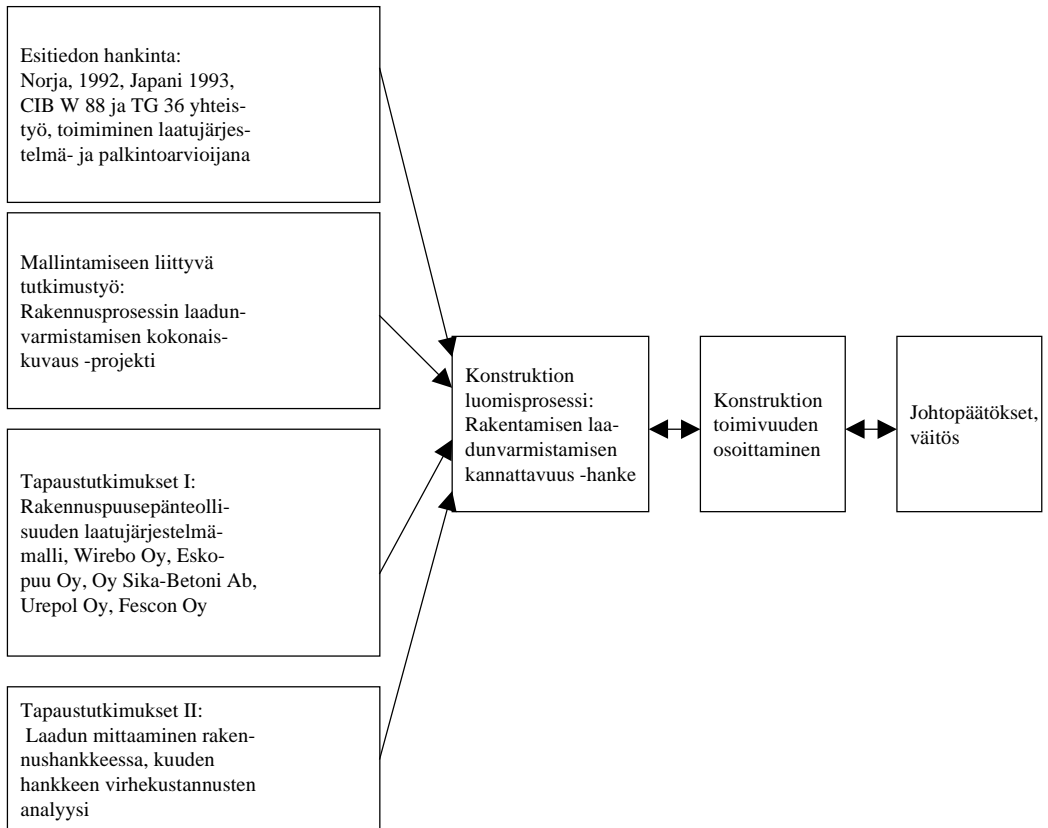 Esitiedon hankinta:
Norja, 1992, Japani 1993,
CIB W 88 ja TG 36 yhteis-
työ, toimiminen laatujärjes-
telmä- ja palkintoarvioijana
Mallintamiseen liittyvä
tutkimustyö:
Rakennusprosessin laadun-
varmistamisen kokonais-
kuvaus -projekti
Tapaustutkimukset I:
Rakennuspuusepänteolli-
suuden laatujärjestelmä-
malli, Wirebo Oy, Esko-
puu Oy, Oy Sika-Betoni Ab,
Urepol Oy, Fescon Oy
Tapaustutkimukset II:
Laadun mittaaminen raken-
nushankkeessa, kuuden
hankkeen virhekustannusten
analyysi
Konstruktion
luomisprosessi:
Rakentamisen laa-
dunvarmistamisen
kannattavuus -hanke
Konstruktion
toimivuuden
osoittaminen
Johtopäätökset,
väitös